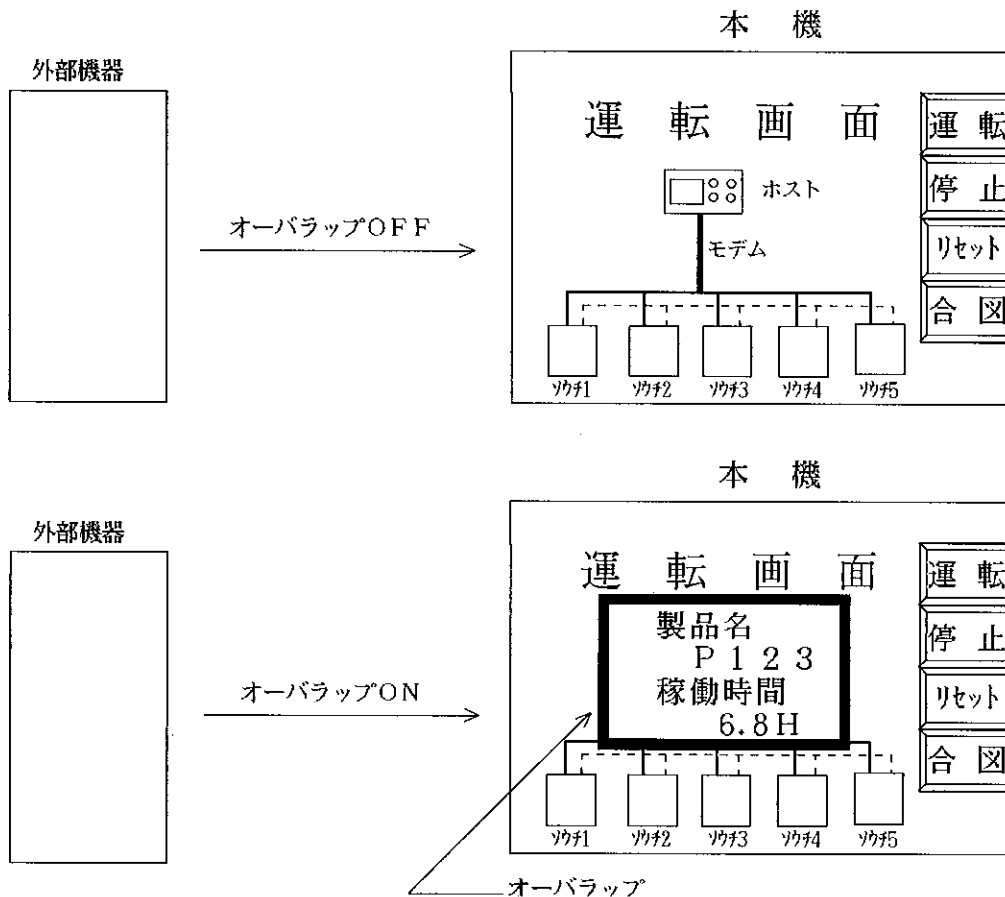 本 機
外部機器
運 転 画 面
運 転
ホスト
停 止
オーバラップOFF
モデム
リセット
合 図
ｿｳﾁ1 ｿｳﾁ2 ｿｳﾁ3 ｿｳﾁ4 ｿｳﾁ5
本 機
外部機器
運 転 画 面
運 転
製品名
P123
停 止
稼働時間
6.8H
オーバラップON
リセット
合 図
ｿｳﾁ1 ｿｳﾁ2 ｿｳﾁ3 ｿｳﾁ4 ｿｳﾁ5
オーバラップ